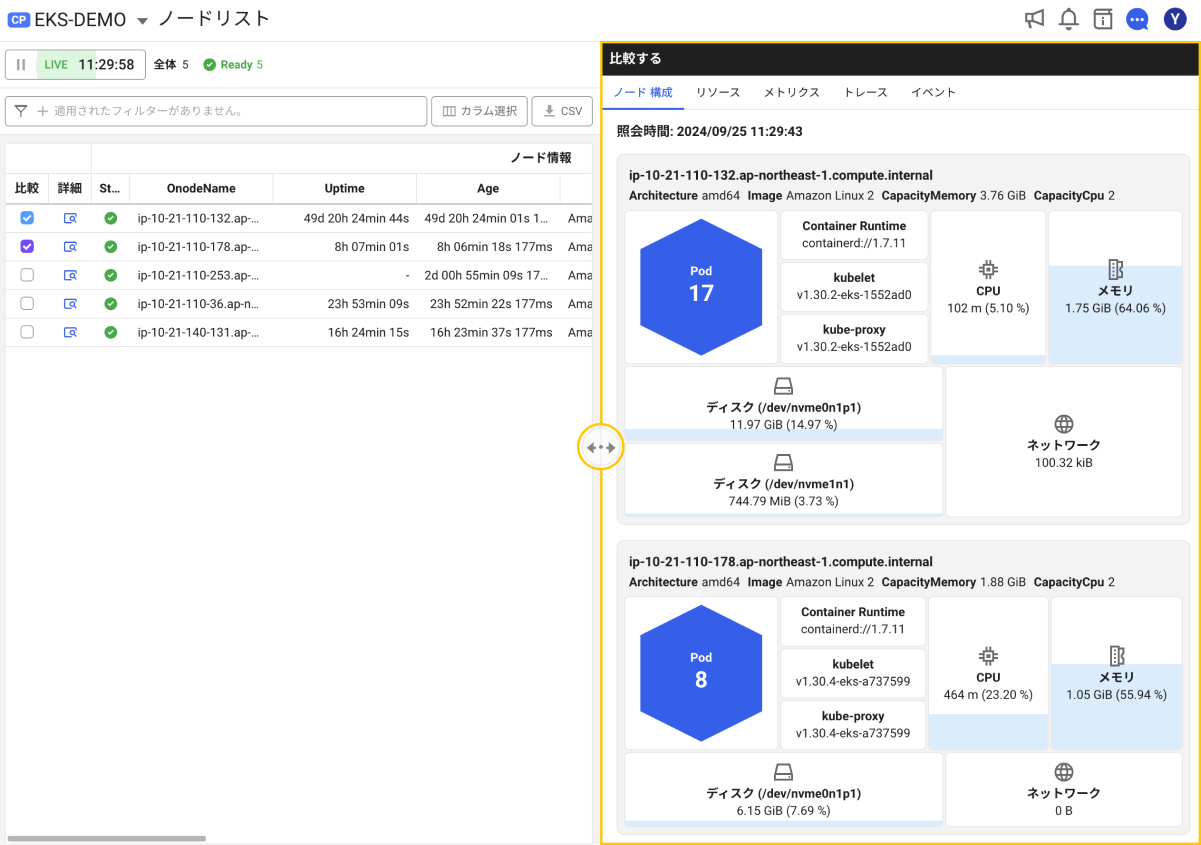 CP EKS-DEMO ノードリスト
Y
LIVE 11:29:58 全体 5 Ready 5
適用されたフィルターがありません。 カラム選択 CSV
ノード情報
比較 詳細 St... OnodeName Uptime Age
ip-10-21-110-132.ap-... 49d 20h 24min 44s 49d 20h 24min 01s 1... Ama
ip-10-21-110-178.ap-... 8h 07min 01s 8h 06min 18s 177ms Ama
ip-10-21-110-253.ap-... - 2d 00h 55min 09s 17... Ama
ip-10-21-110-36.ap-n... 23h 53min 09s 23h 52min 22s 177ms Ama
ip-10-21-140-131.ap-... 16h 24min 15s 16h 23min 37s 177ms Ama
比較する
ノード 構成 リソース メトリクス トレース イベント
照会時間: 2024/09/25 11:29:43
ip-10-21-110-132.ap-northeast-1.compute.internal
Architecture amd64 Image Amazon Linux 2 CapacityMemory 3.76 GiB CapacityCpu 2
Pod
17
Container Runtime
containerd://1.7.11
kubelet
v1.30.2-eks-1552ad0
kube-proxy
v1.30.2-eks-1552ad0
CPU
102 m (5.10 %)
メモリ
1.75 GiB (64.06 %)
ディスク (/dev/nvme0n1p1)
11.97 GiB (14.97 %)
ディスク (/dev/nvme1n1)
744.79 MiB (3.73 %)
ネットワーク
100.32 kiB
ip-10-21-110-178.ap-northeast-1.compute.internal
Architecture amd64 Image Amazon Linux 2 CapacityMemory 1.88 GiB CapacityCpu 2
Pod
8
Container Runtime
containerd://1.7.11
kubelet
v1.30.4-eks-a737599
kube-proxy
v1.30.4-eks-a737599
CPU
464 m (23.20 %)
メモリ
1.05 GiB (55.94 %)
ディスク (/dev/nvme0n1p1)
6.15 GiB (7.69 %)
ネットワーク
0 B